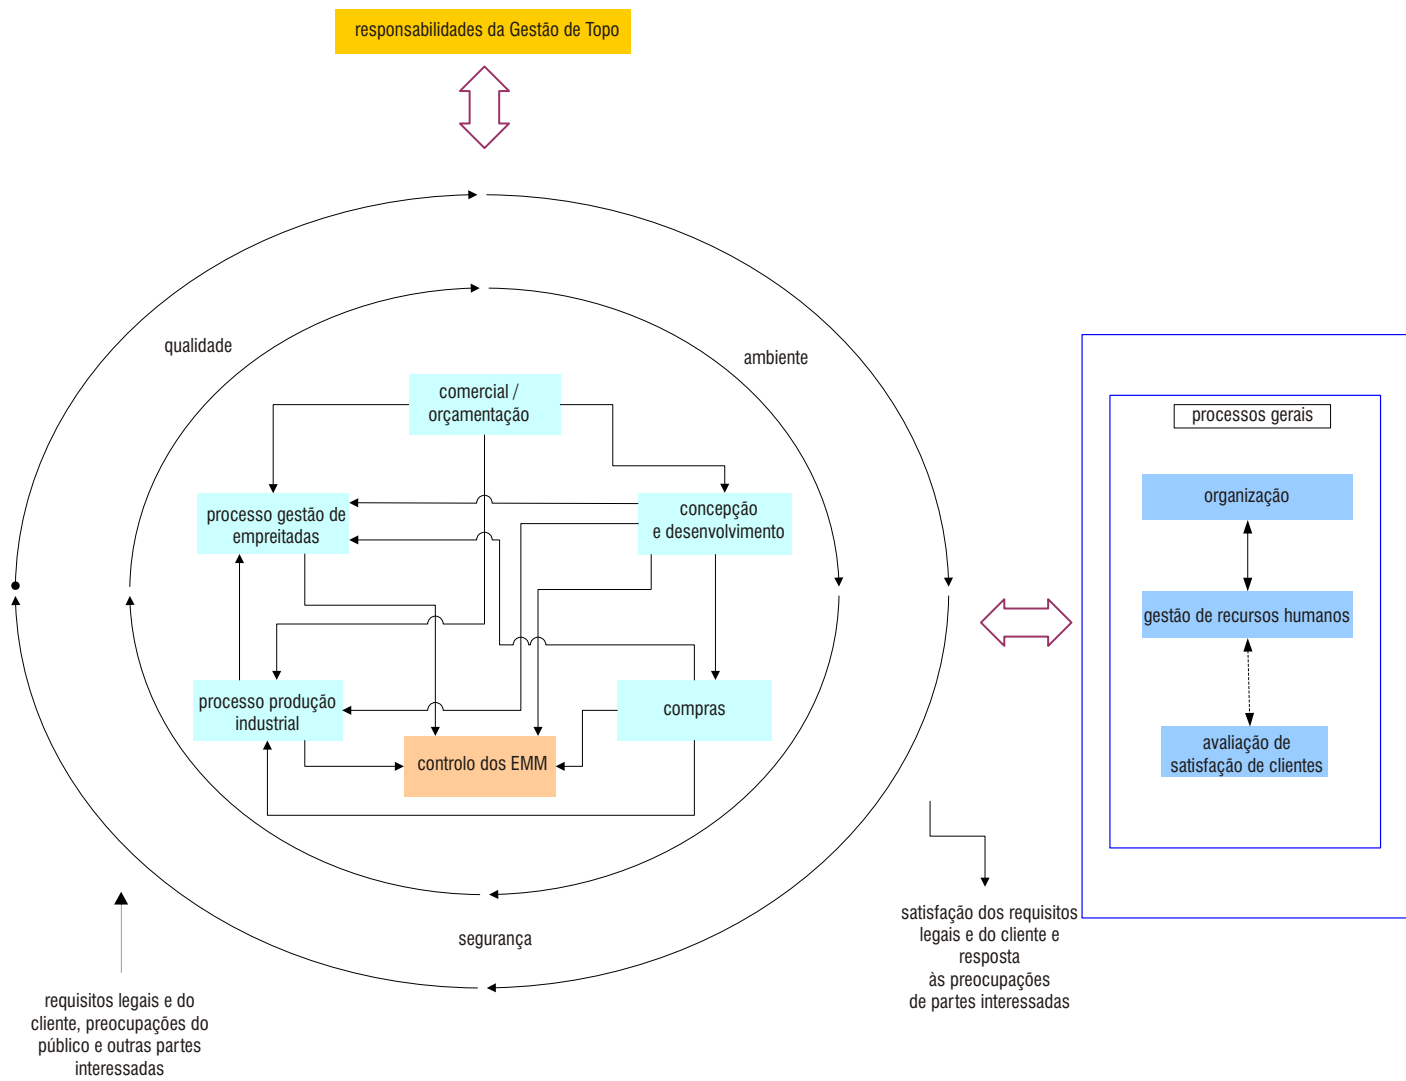 responsabilidades da Gestão de Topo
qualidade
ambiente
comercial /
orçamentação
processo gestão de
empreitadas
concepção
e desenvolvimento
processo produção
industrial
compras
controlo dos EMM
segurança
processos gerais
organização
gestão de recursos humanos
avaliação de
satisfação de clientes
satisfação dos requisitos
legais e do cliente e
resposta
às preocupações
de partes interessadas
requisitos legais e do
cliente, preocupações do
público e outras partes
interessadas